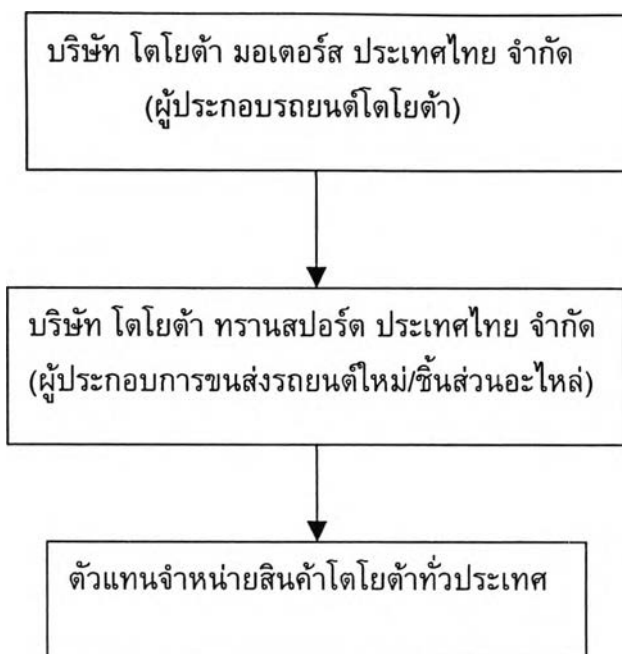 บริษัท โตโยต้า มอเตอร์ส ประเทศไทย จำกัด
(ผู้ประกอบรถยนต์โตโยต้า)
บริษัท โตโยต้า ทรานสปอร์ต ประเทศไทย จำกัด
(ผู้ประกอบการขนส่งรถยนต์ใหม่/ชิ้นส่วนอะไหล่)
ตัวแทนจำหน่ายสินค้าโตโยต้าทั่วประเทศ